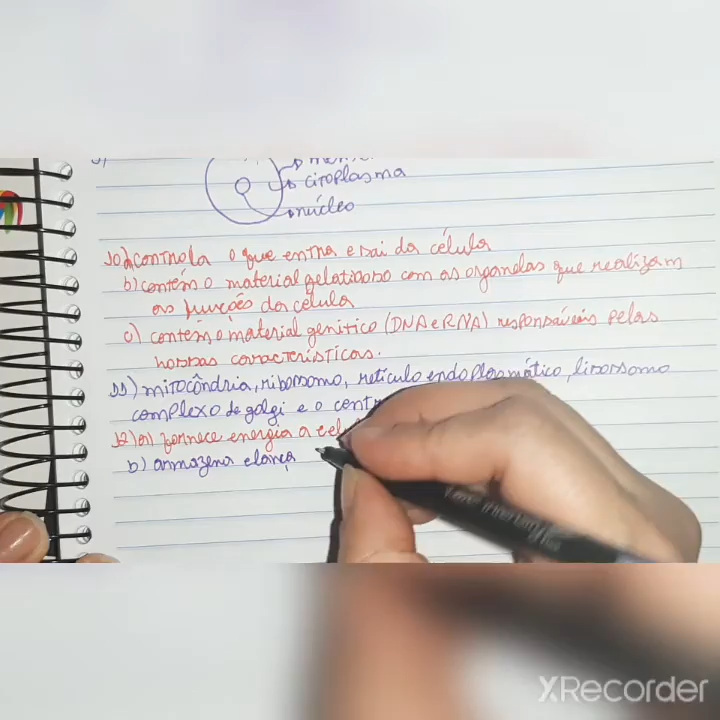 citoplasma
núcleo
10)a) controla o que entra e sai da célula
b) contém o material gelatinoso com as organelas que realizam
as funções da célula
c) contém o material genitico (DNA e RNA) responsáveis pelas
nossas características.
11) mitocôndria, ribossomo, retículo endoplasmático, lisossomo
complexo de golgi e o
12)a) fornece energia a
b) armazena e lança
XRecorder